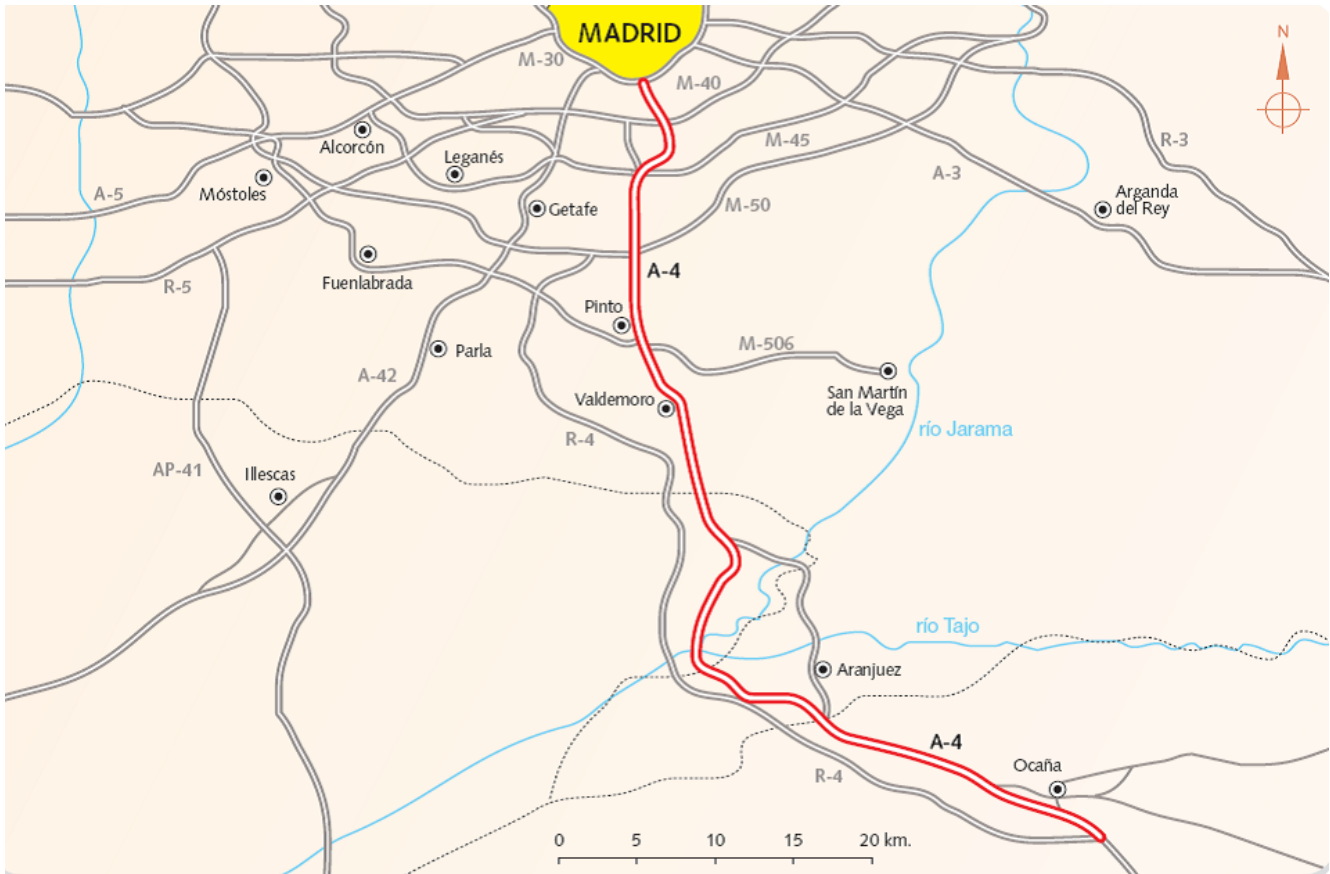 MADRID
N
M-30
M-40
R-3
M-45
Alcorcón
Leganés
A-3
A-5
Móstoles
Arganda
del Rey
Getafe
M-50
A-4
Fuenlabrada
R-5
Pinto
M-506
Parla
A-42
San Martín
de la Vega
Valdemoro
río Jarama
R-4
AP-41
Illescas
río Tajo
Aranjuez
A-4
Ocaña
R-4
0 5 10 15 20 km.